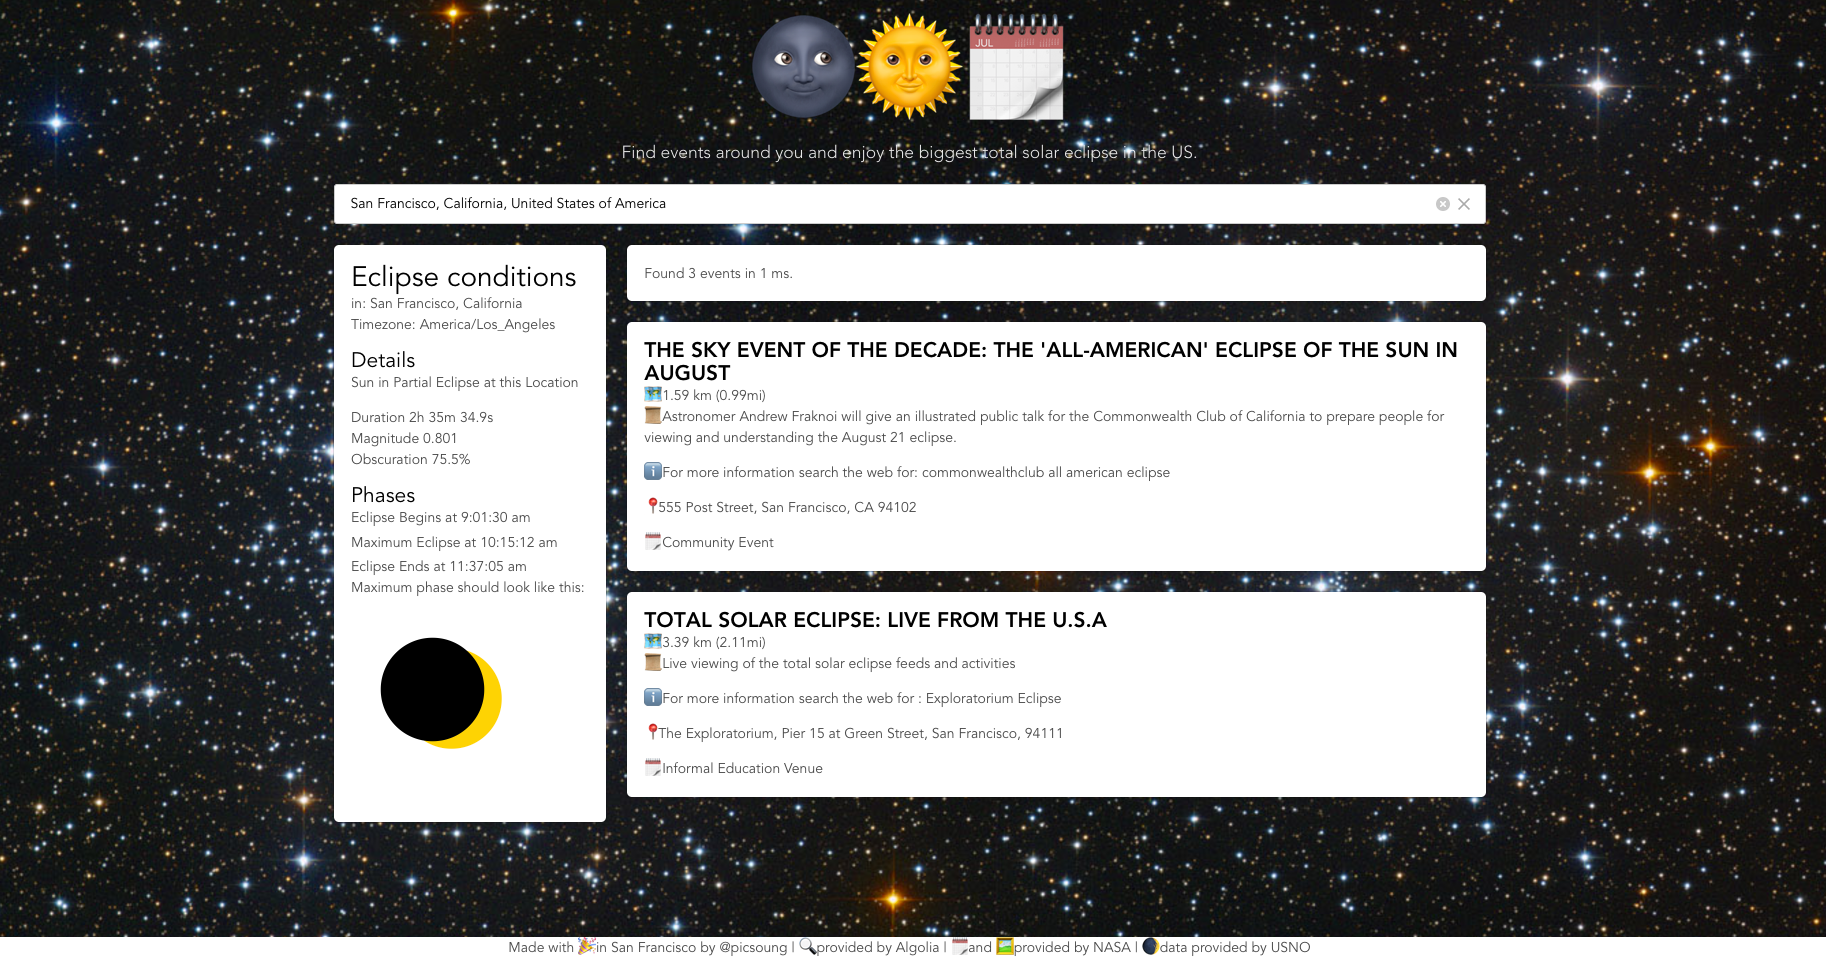 JUL
Find events around you and enjoy the biggest total solar eclipse in the US.
San Francisco, California, United States of America
Eclipse conditions
in: San Francisco, California
Timezone: America/Los_Angeles
Details
Sun in Partial Eclipse at this Location
Duration 2h 35m 34.9s
Magnitude 0.801
Obscuration 75.5%
Phases
Eclipse Begins at 9:01:30 am
Maximum Eclipse at 10:15:12 am
Eclipse Ends at 11:37:05 am
Maximum phase should look like this:
Found 3 events in 1 ms.
THE SKY EVENT OF THE DECADE: THE 'ALL-AMERICAN' ECLIPSE OF THE SUN IN
AUGUST
1.59 km (0.99mi)
Astronomer Andrew Fraknoi will give an illustrated public talk for the Commonwealth Club of California to prepare people for
viewing and understanding the August 21 eclipse.
For more information search the web for: commonwealthclub all american eclipse
555 Post Street, San Francisco, CA 94102
Community Event
TOTAL SOLAR ECLIPSE: LIVE FROM THE U.S.A
3.39 km (2.11mi)
Live viewing of the total solar eclipse feeds and activities
For more information search the web for : Exploratorium Eclipse
The Exploratorium, Pier 15 at Green Street, San Francisco, 94111
Informal Education Venue
Made with in San Francisco by @picsoung | provided by Algolia | and provided by NASA | data provided by USNO